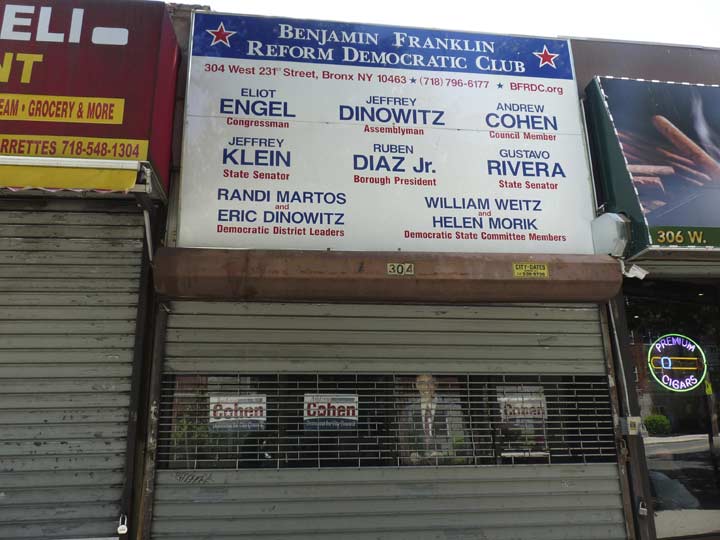 ELI
NT
EAM • GROCERY & MORE
RRETTES 718-548-1304
BENJAMIN FRANKLIN
REFORM DEMOCRATIC CLUB
304 West 231st Street, Bronx NY 10463 ★ (718) 796-6177 ★ BFRDC.org
ELIOT
ENGEL
Congressman
JEFFREY
DINOWITZ
Assemblyman
ANDREW
COHEN
Council Member
JEFFREY
KLEIN
State Senator
RUBEN
DIAZ Jr.
Borough President
GUSTAVO
RIVERA
State Senator
RANDI MARTOS
and
ERIC DINOWITZ
Democratic District Leaders
WILLIAM WEITZ
and
HELEN MORIK
Democratic State Committee Members
304
CITY-GATES
306 W.
PREMIUM
CIGARS
Cohen
Cohen
Cohen